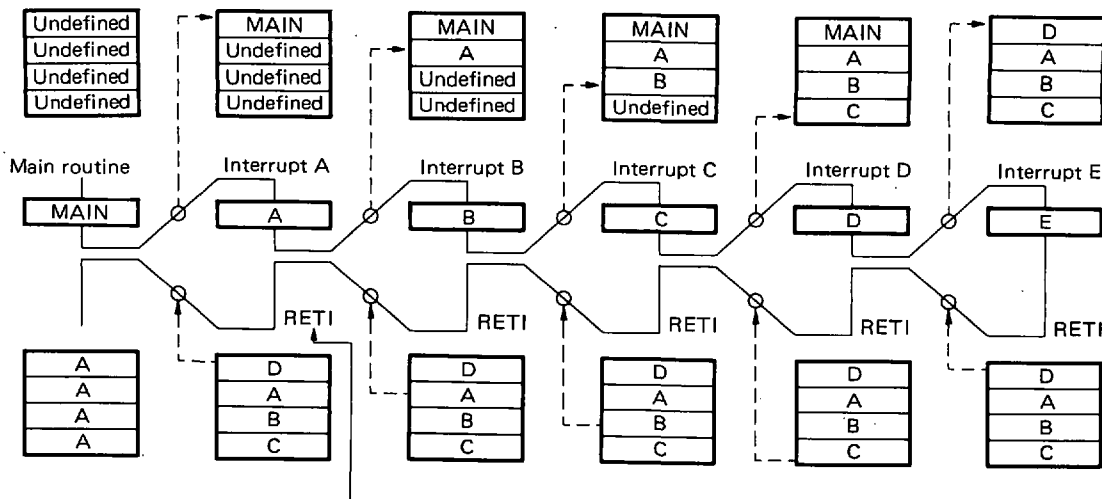 Undefined
Undefined
Undefined
Undefined
MAIN
Undefined
Undefined
Undefined
MAIN
A
Undefined
Undefined
MAIN
A
B
Undefined
MAIN
A
B
C
D
A
B
C
Main routine
Interrupt A
Interrupt B
Interrupt C
Interrupt D
Interrupt E
MAIN
A
B
C
D
E
RETI
RETI
RETI
RETI
RETI
A
A
A
A
D
A
B
C
D
A
B
C
D
A
B
C
D
A
B
C
D
A
B
C